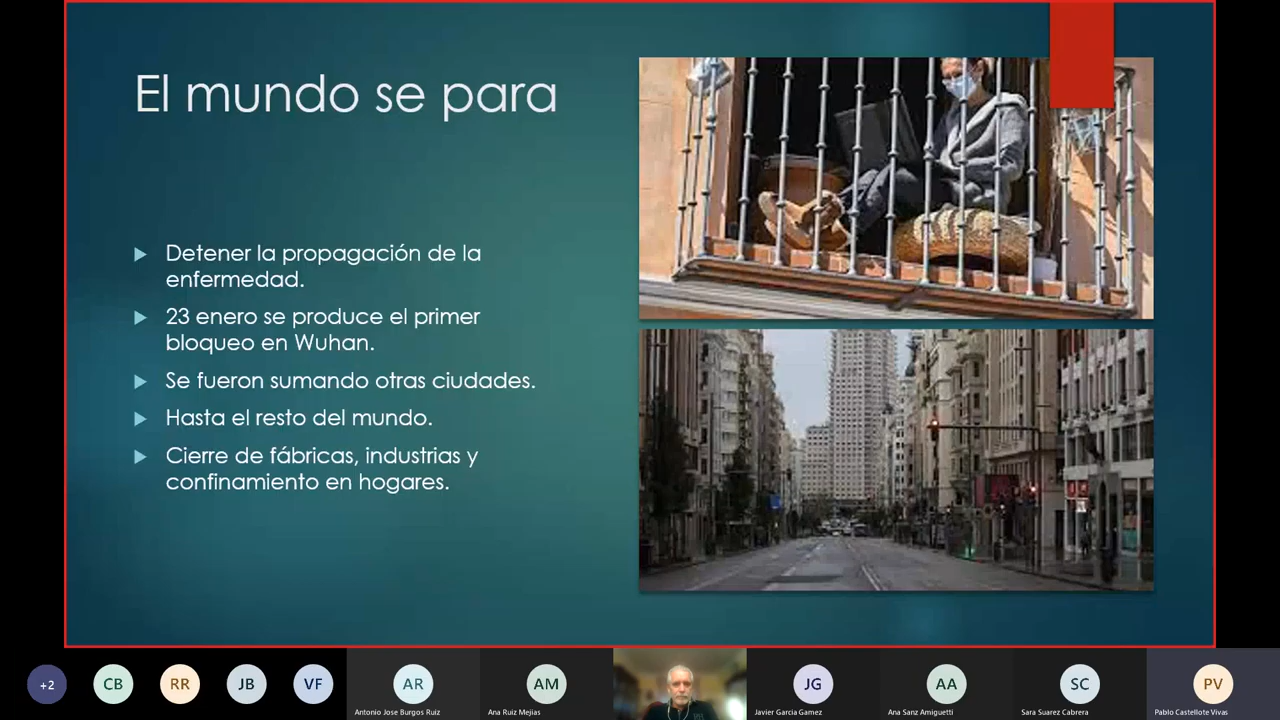 El mundo se para
Detener la propagación de la
enfermedad.
23 enero se produce el primer
bloqueo en Wuhan.
Se fueron sumando otras ciudades.
Hasta el resto del mundo.
Cierre de fábricas, industrias y
confinamiento en hogares.
+2
CB
RR
JB
VF
AR
Antonio Jose Burgos Ruiz
AM
Ana Ruiz Mejias
JG
Javier Garcia Gamez
AA
Ana Sanz Amiguetti
SC
Sara Suarez Cabrera
PV
Pablo Castellote Vivas